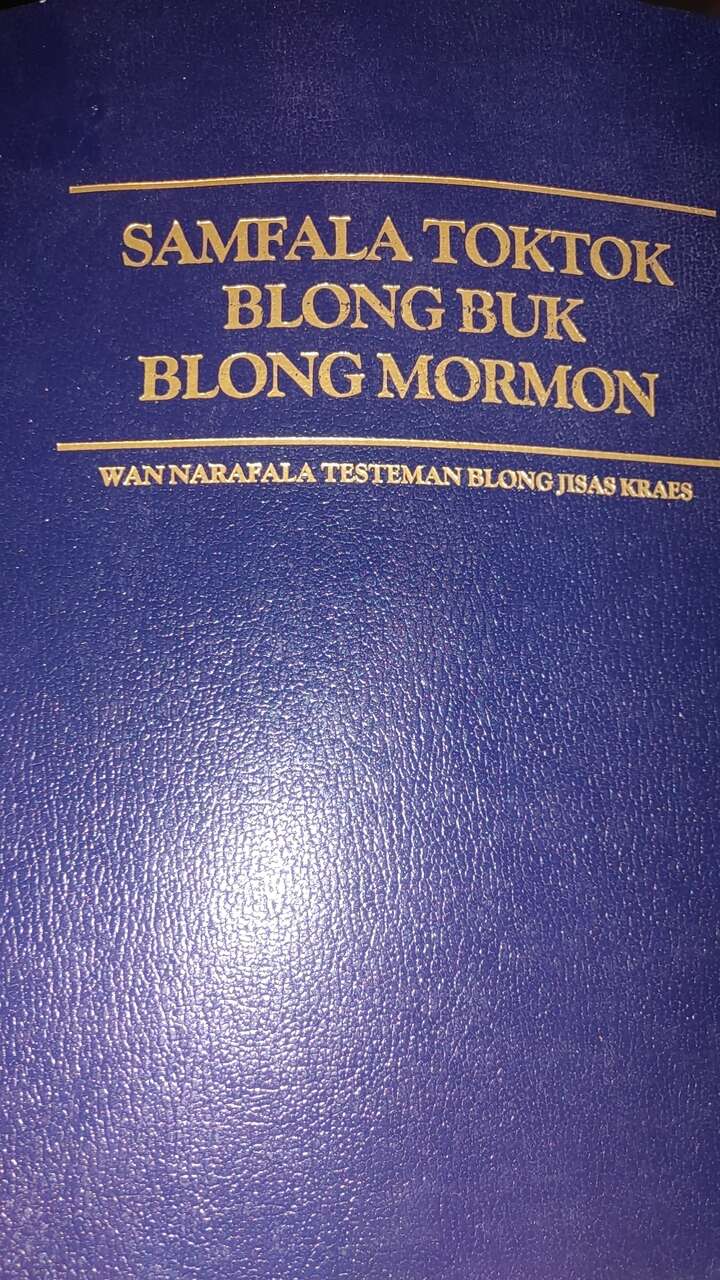 SAMFALA TOKTOK
BLONG BUK
BLONG MORMON
WAN NARAFALA TESTEMAN BLONG JISAS KRAES